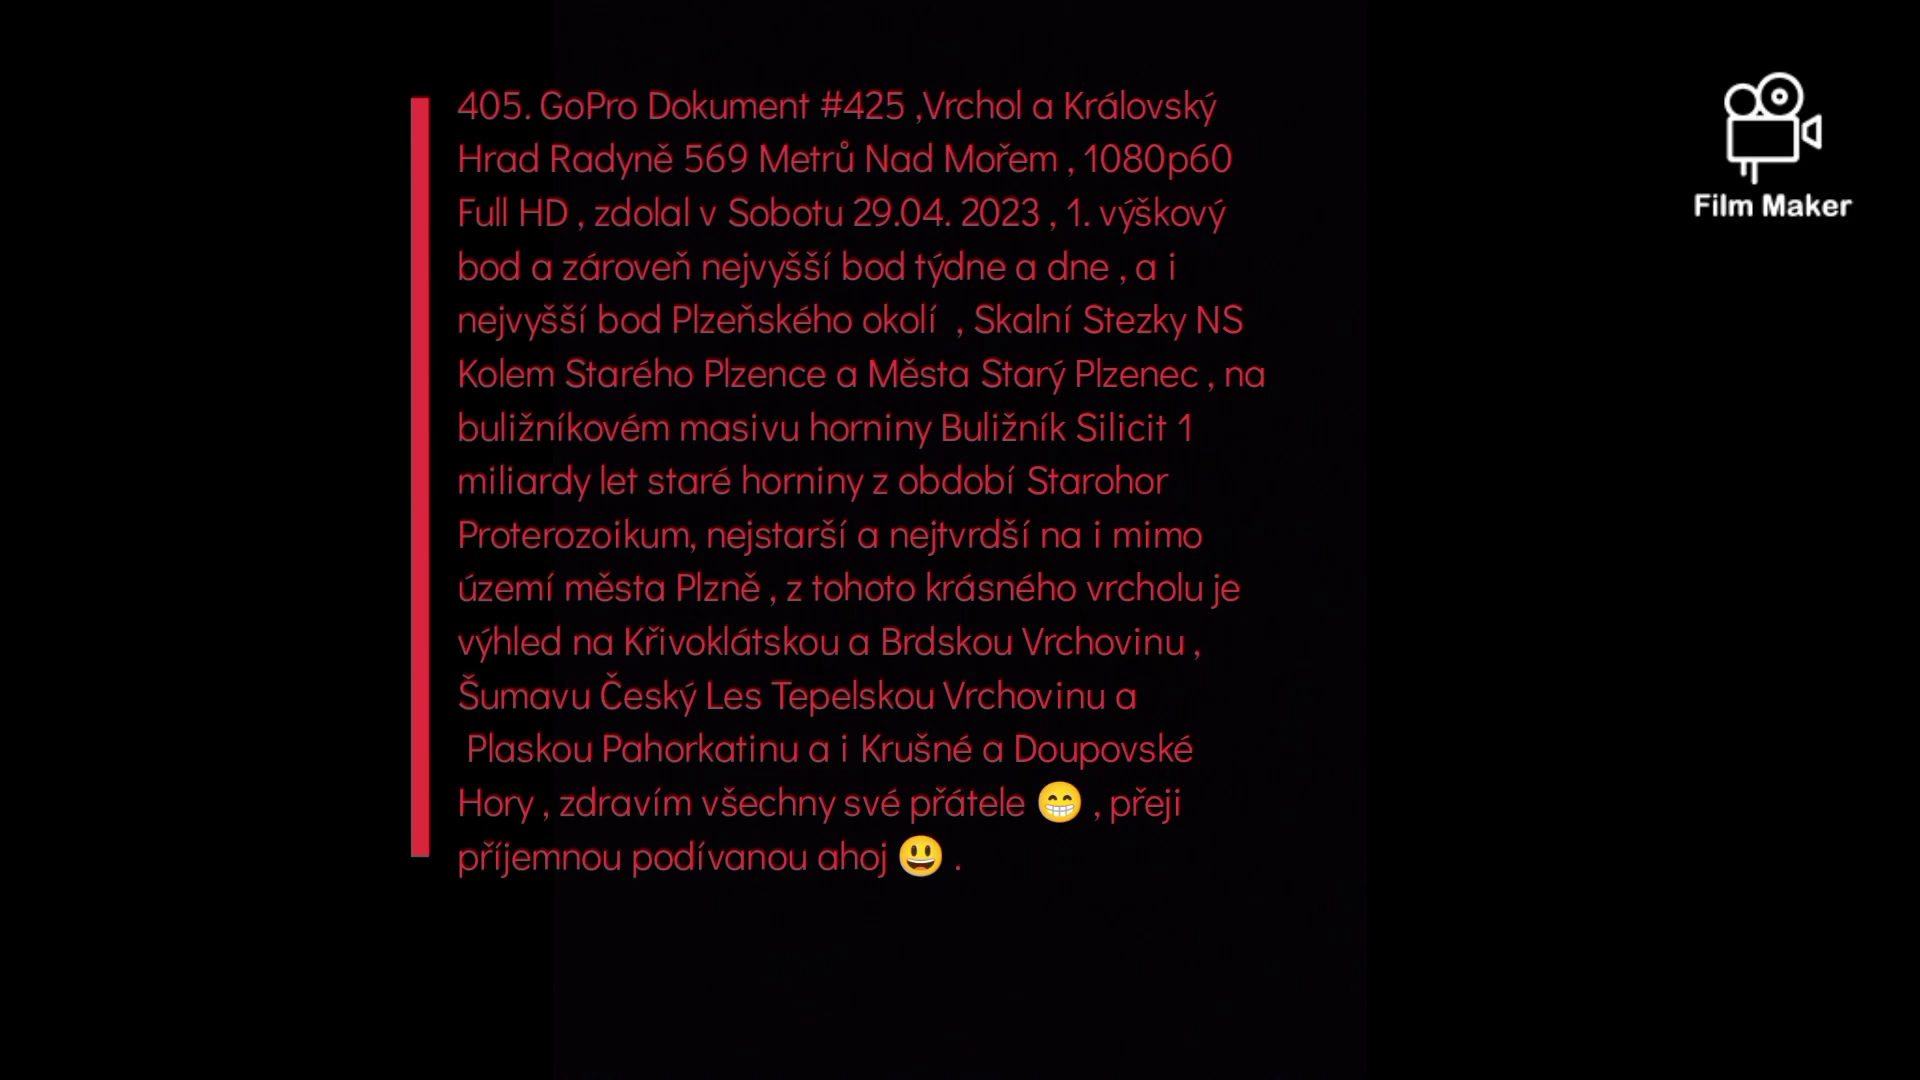 405. GoPro Dokument #425 ,Vrchol a Královský
Hrad Radyně 569 Metrů Nad Mořem , 1080p60
Full HD , zdolal v Sobotu 29.04. 2023 , 1. výškový
bod a zároveň nejvyšší bod týdne a dne , a i
nejvyšší bod Plzeňského okolí  , Skalní Stezky NS
Kolem Starého Plzence a Města Starý Plzenec , na
buližníkovém masivu horniny Buližník Silicit 1
miliardy let staré horniny z období Starohor
Proterozoikum, nejstarší a nejtvrdší na i mimo
území města Plzně , z tohoto krásného vrcholu je
výhled na Křivoklátskou a Brdskou Vrchovinu ,
Šumavu Český Les Tepelskou Vrchovinu a
Plaskou Pahorkatinu a i Krušné a Doupovské
Hory , zdravím všechny své přátele 😁 , přeji
příjemnou podívanou ahoj 😃 .
Film Maker